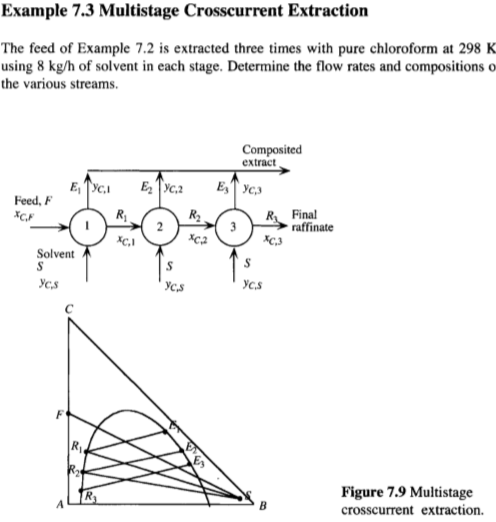 Example 7.3 Multistage Crosscurrent Extraction
The feed of Example 7.2 is extracted three times with pure chloroform at 298 K
using 8 kg/h of solvent in each stage. Determine the flow rates and compositions o
the various streams.
Composited
extract
E1 yC,1 E2 yC,2 E3 yC,3
Feed, F
xC,F
R1 R2 R3 Final
raffinate
1 2 3
xC,1 xC,2 xC,3
Solvent
S S S
yC,S yC,S yC,S
C
F
E1
R1 E2
R2 E3
R3 S
A B
Figure 7.9 Multistage
crosscurrent extraction.